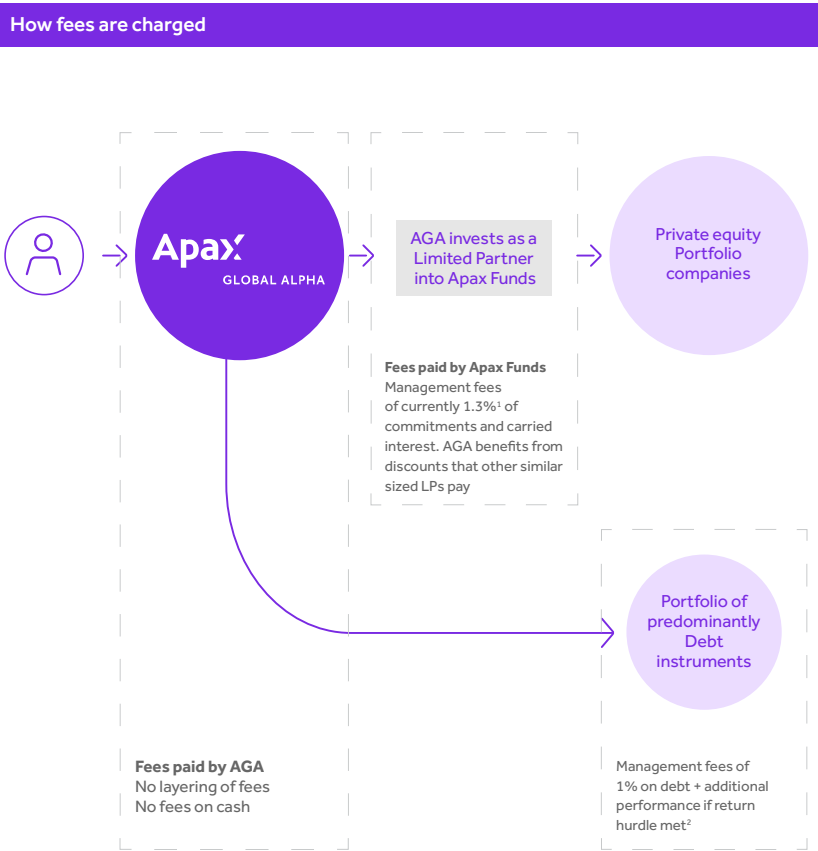 How fees are charged
Apax
GLOBAL ALPHA
AGA invests as a
Limited Partner
into Apax Funds
Private equity
Portfolio
companies
Fees paid by Apax Funds
Management fees
of currently 1.3%¹ of
commitments and carried
interest. AGA benefits from
discounts that other similar
sized LPs pay
Portfolio of
predominantly
Debt
instruments
Fees paid by AGA
No layering of fees
No fees on cash
Management fees of
1% on debt + additional
performance if return
hurdle met²